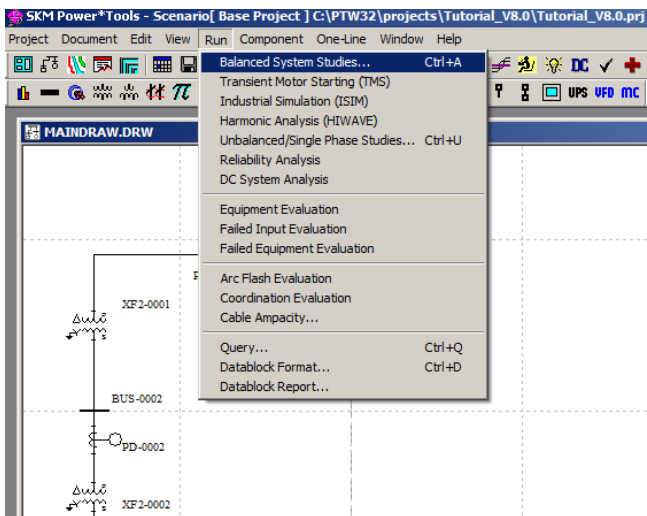 SKM Power*Tools - Scenario[ Base Project ] C:\PTW32\projects\Tutorial_V8.0\Tutorial_V8.0.prj
Project Document Edit View Run Component One-Line Window Help
Balanced System Studies... Ctrl+A
DC
Transient Motor Starting (TMS)
Industrial Simulation (ISIM)
UPS VFD MC
Harmonic Analysis (HIWAVE)
MAINDRAW.DRW
Unbalanced/Single Phase Studies... Ctrl+U
Reliability Analysis
DC System Analysis
Equipment Evaluation
Failed Input Evaluation
Failed Equipment Evaluation
Arc Flash Evaluation
Coordination Evaluation
Cable Ampacity...
XF2-0001
Query... Ctrl+Q
Datablock Format... Ctrl+D
Datablock Report...
BUS-0002
PD-0002
XF2-0002